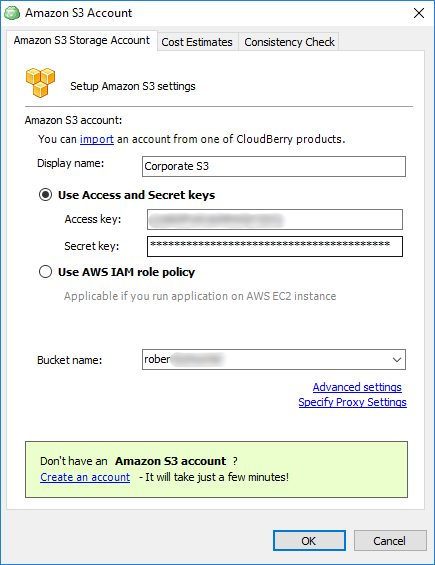 Amazon S3 Account
Amazon S3 Storage Account Cost Estimates Consistency Check
Setup Amazon S3 settings
Amazon S3 account:
You can import an account from one of CloudBerry products.
Display name: Corporate S3
Use Access and Secret keys
Access key:
Secret key: ****************************************
Use AWS IAM role policy
Applicable if you run application on AWS EC2 instance
Bucket name: rober
Advanced settings
Specify Proxy Settings
Don't have an Amazon S3 account ?
Create an account - It will take just a few minutes!
OK Cancel